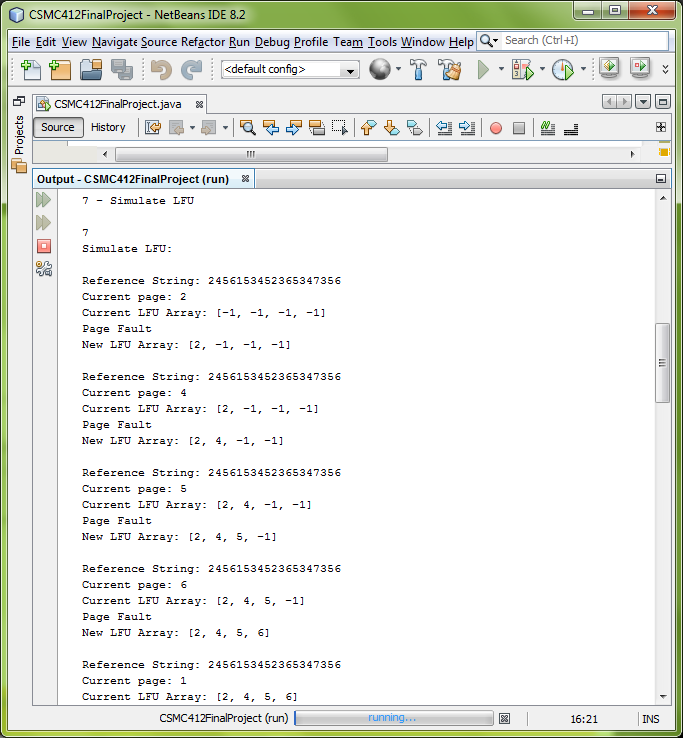 CSMC412FinalProject - NetBeans IDE 8.2
File Edit View Navigate Source Refactor Run Debug Profile Team Tools Window Help
Search (Ctrl+I)
<default config>
Projects
CSMC412FinalProject.java
Source History
Output - CSMC412FinalProject (run)
7 - Simulate LFU
7
Simulate LFU:
Reference String: 2456153452365347356
Current page: 2
Current LFU Array: [-1, -1, -1, -1]
Page Fault
New LFU Array: [2, -1, -1, -1]
Reference String: 2456153452365347356
Current page: 4
Current LFU Array: [2, -1, -1, -1]
Page Fault
New LFU Array: [2, 4, -1, -1]
Reference String: 2456153452365347356
Current page: 5
Current LFU Array: [2, 4, -1, -1]
Page Fault
New LFU Array: [2, 4, 5, -1]
Reference String: 2456153452365347356
Current page: 6
Current LFU Array: [2, 4, 5, -1]
Page Fault
New LFU Array: [2, 4, 5, 6]
Reference String: 2456153452365347356
Current page: 1
Current LFU Array: [2, 4, 5, 6]
CSMC412FinalProject (run) running... 16:21 INS